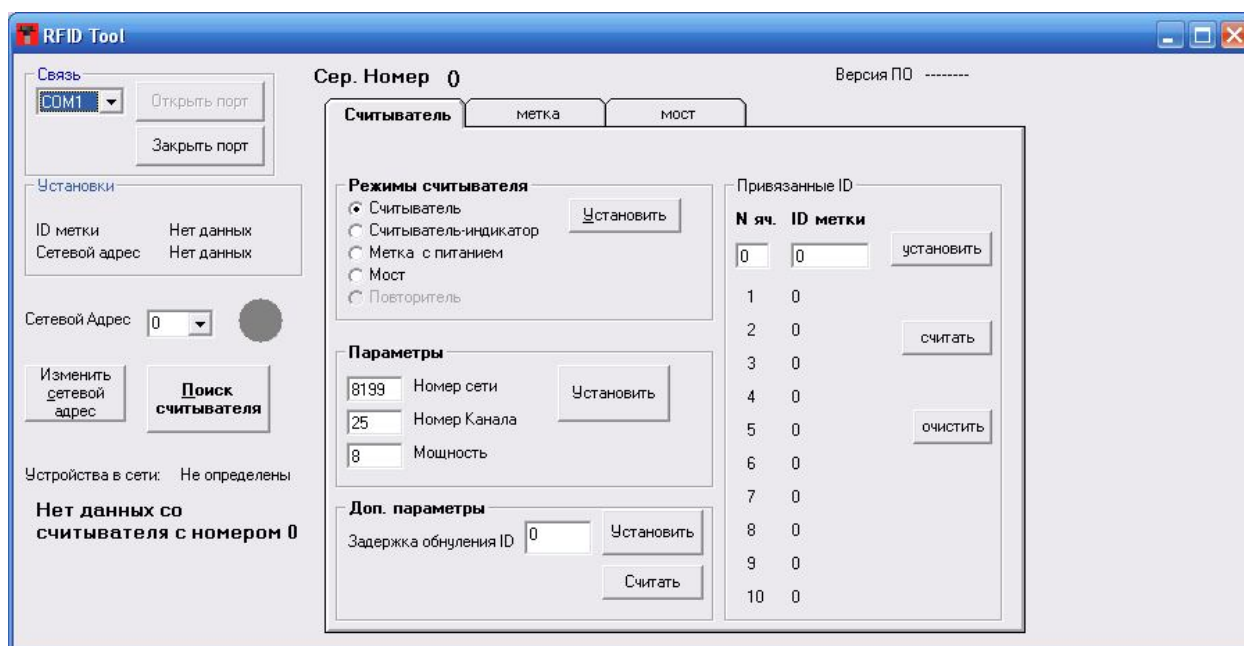 RFID Tool
Связь
COM1
Открыть порт
Закрыть порт
Установки
ID метки Нет данных
Сетевой адрес Нет данных
Сетевой Адрес 0
Изменить
сетевой
адрес
Поиск
считывателя
Устройства в сети: Не определены
Нет данных со
считывателя с номером 0
Сер. Номер ()
Версия ПО --------
Считыватель метка мост
Режимы считывателя
Считыватель
Считыватель-индикатор
Метка с питанием
Мост
Повторитель
Установить
Параметры
8199 Номер сети
25 Номер Канала
8 Мощность
Установить
Доп. параметры
Задержка обнуления ID 0
Установить
Считать
Привязанные ID
N яч. ID метки
0 0 установить
1 0
2 0
считать
3 0
4 0
5 0
очистить
6 0
7 0
8 0
9 0
10 0